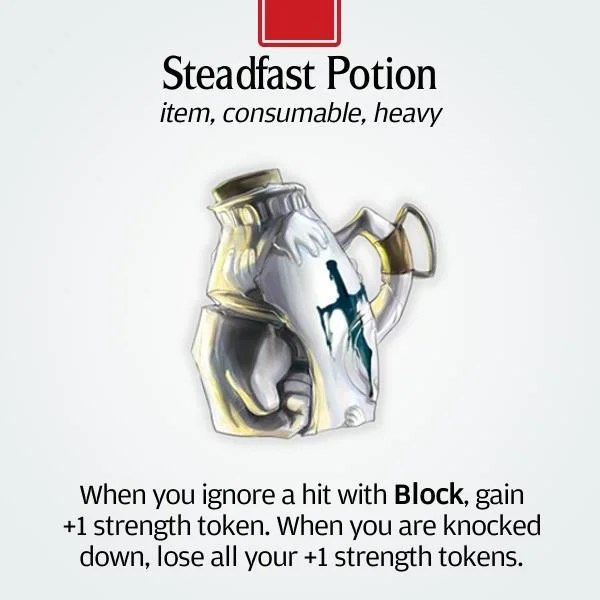 Steadfast Potion
item, consumable, heavy
When you ignore a hit with Block, gain
+1 strength token. When you are knocked
down, lose all your +1 strength tokens.